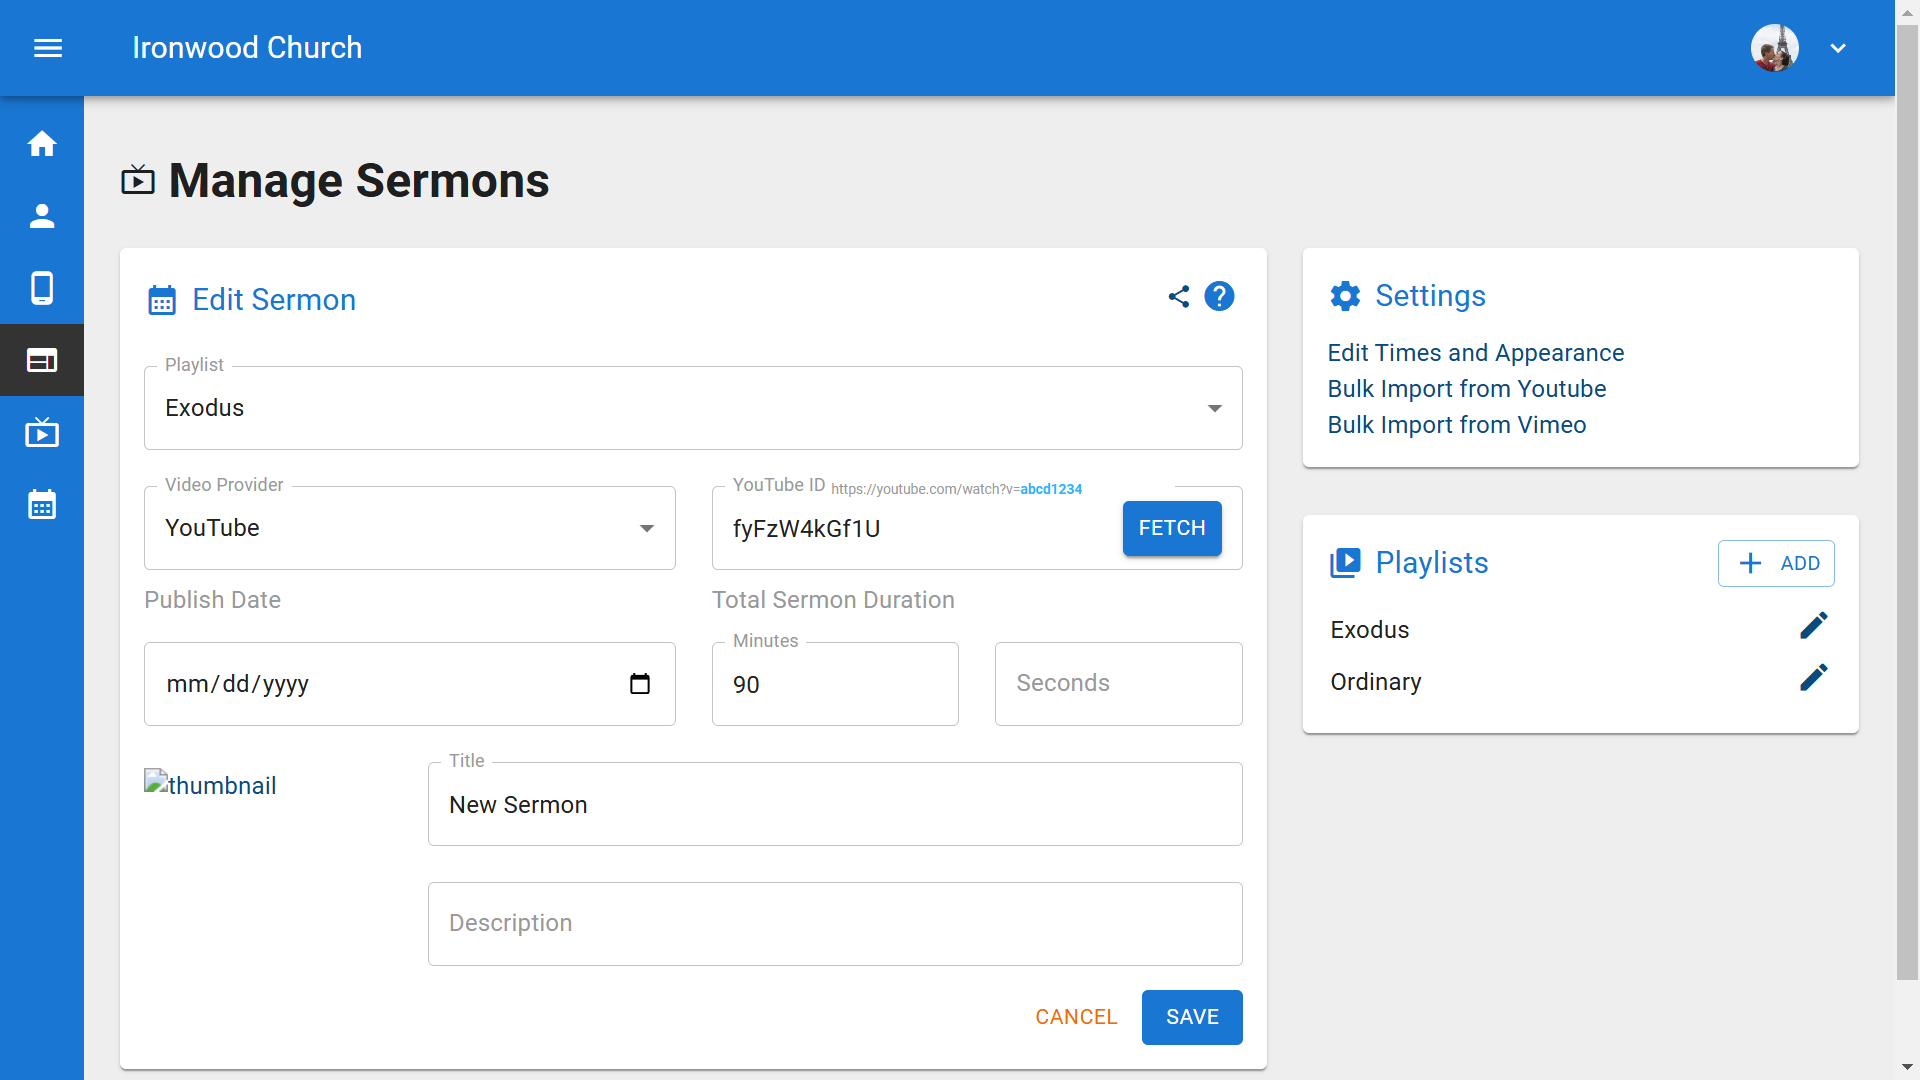 Ironwood Church
Manage Sermons
Edit Sermon
Playlist
Exodus
Video Provider
YouTube
YouTube ID https://youtube.com/watch?v=abcd1234
fyFzW4kGf1U
FETCH
Publish Date
Total Sermon Duration
mm/dd/yyyy
Minutes
90
Seconds
thumbnail
Title
New Sermon
Description
CANCEL
SAVE
Settings
Edit Times and Appearance
Bulk Import from Youtube
Bulk Import from Vimeo
Playlists
ADD
Exodus
Ordinary